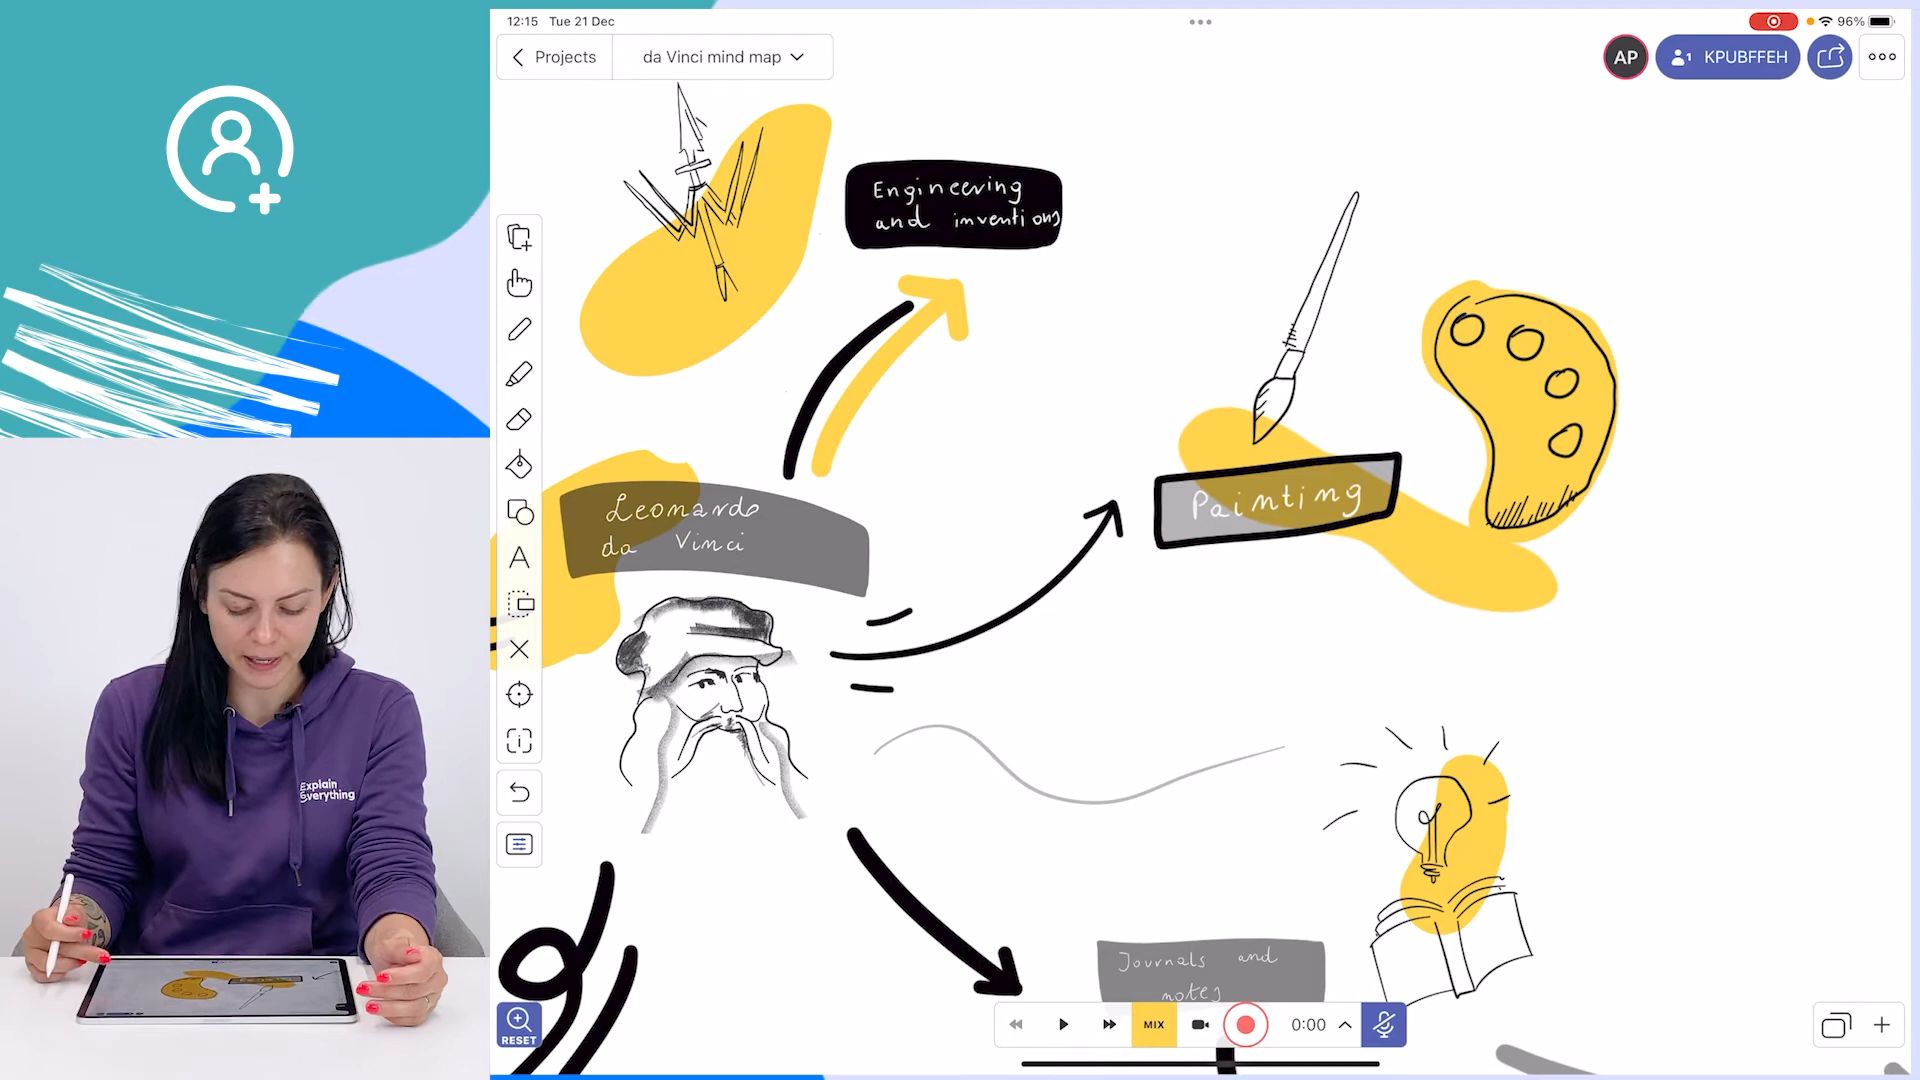 12:15 Tue 21 Dec
96%
Projects
da Vinci mind map
AP
1 KPUBFFEH
Engineering
and inventions
Leonardo
da Vinci
Painting
A
Journals and
notes
Explain
Everything
RESET
MIX
0:00